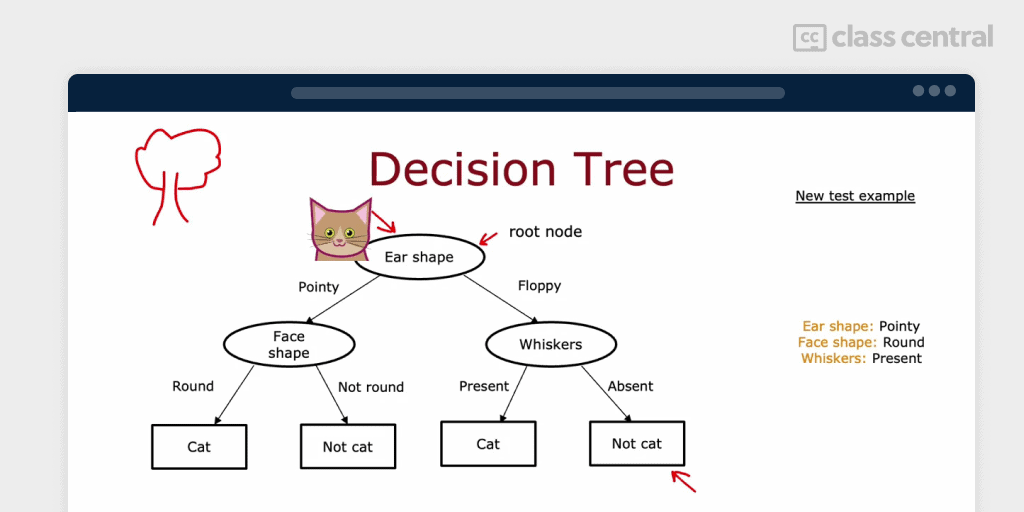 cc class central
Decision Tree
New test example
root node
Ear shape
Pointy
Floppy
Face
shape
Whiskers
Ear shape: Pointy
Face shape: Round
Whiskers: Present
Round
Not round
Present
Absent
Cat
Not cat
Cat
Not cat